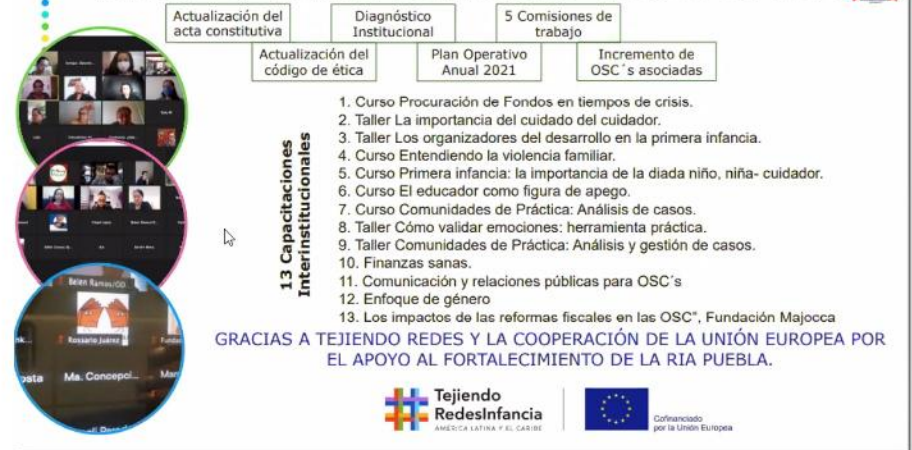 Actualización del
acta constitutiva
Diagnóstico
Institucional
5 Comisiones de
trabajo
Actualización del
código de ética
Plan Operativo
Anual 2021
Incremento de
OSC´s asociadas
13 Capacitaciones
Interinstitucionales
1. Curso Procuración de Fondos en tiempos de crisis.
2. Taller La importancia del cuidado del cuidador.
3. Taller Los organizadores del desarrollo en la primera infancia.
4. Curso Entendiendo la violencia familiar.
5. Curso Primera infancia: la importancia de la diada niño, niña- cuidador.
6. Curso El educador como figura de apego.
7. Curso Comunidades de Práctica: Análisis de casos.
8. Taller Cómo validar emociones: herramienta práctica.
9. Taller Comunidades de Práctica: Análisis y gestión de casos.
10. Finanzas sanas.
11. Comunicación y relaciones públicas para OSC´s
12. Enfoque de género
13. Los impactos de las reformas fiscales en las OSC", Fundación Majocca
Belen Ramos/OD
Rossario Juárez
Ma. Concepci...
GRACIAS A TEJIENDO REDES Y LA COOPERACIÓN DE LA UNIÓN EUROPEA POR
EL APOYO AL FORTALECIMIENTO DE LA RIA PUEBLA.
Tejiendo
RedesInfancia
AMÉRICA LATINA Y EL CARIBE
Cofinanciado
por la Unión Europea